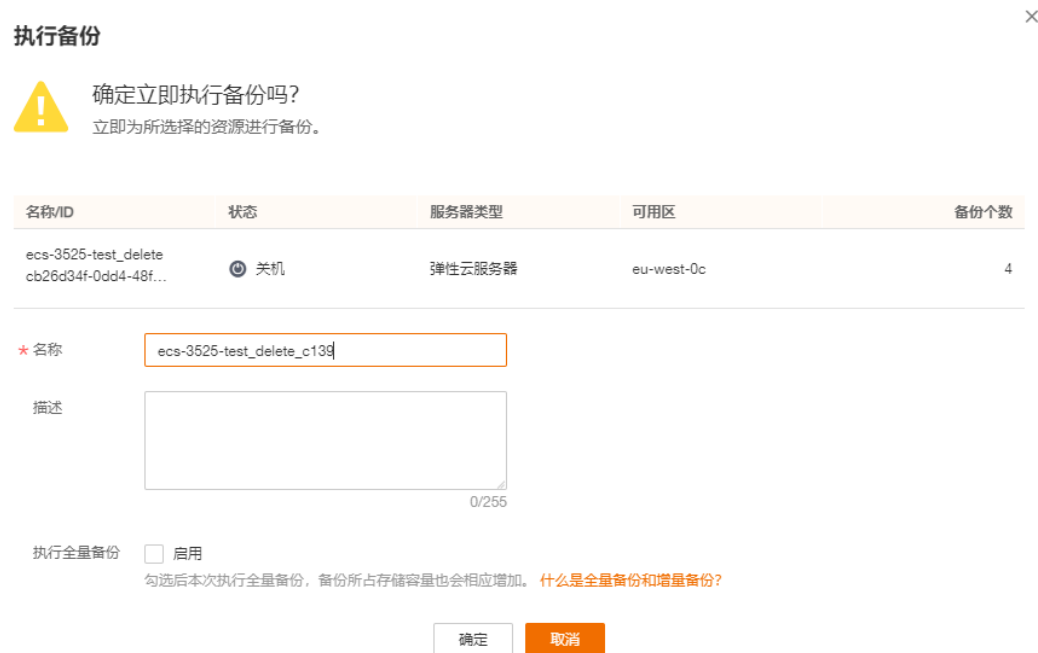 执行备份
确定立即执行备份吗?
立即为所选择的资源进行备份。
名称/ID 状态 服务器类型 可用区 备份个数
ecs-3525-test_delete
cb26d34f-0dd4-48f... 关机 弹性云服务器 eu-west-0c 4
* 名称 ecs-3525-test_delete_c139
描述
0/255
执行全量备份 启用
勾选后本次执行全量备份，备份所占存储容量也会相应增加。 什么是全量备份和增量备份?
确定 取消